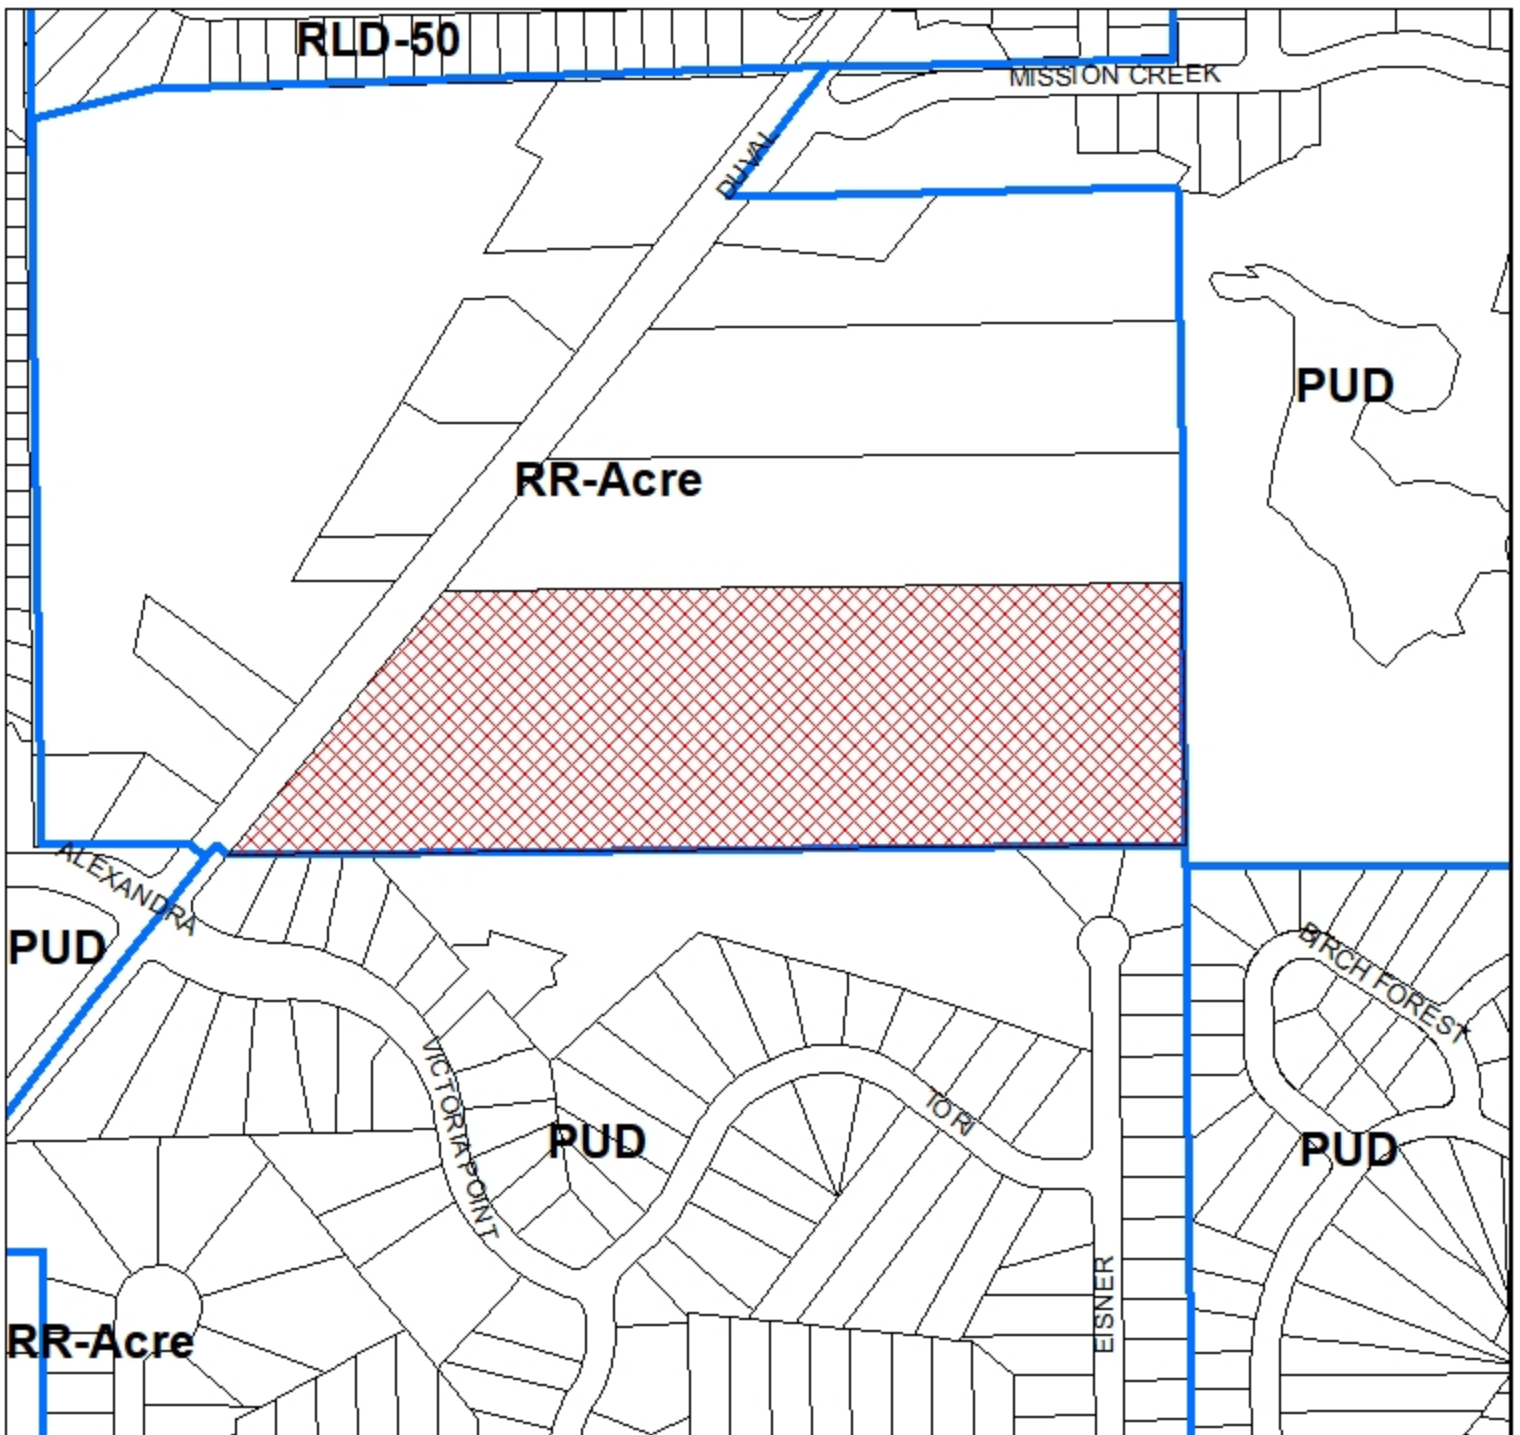 RLD-50
MISSION CREEK
DUVAL
PUD
RR-Acre
ALEXANDRA
PUD
BIRCH FOREST
VICTORIA POINT
TORI
PUD
PUD
EISNER
RR-Acre